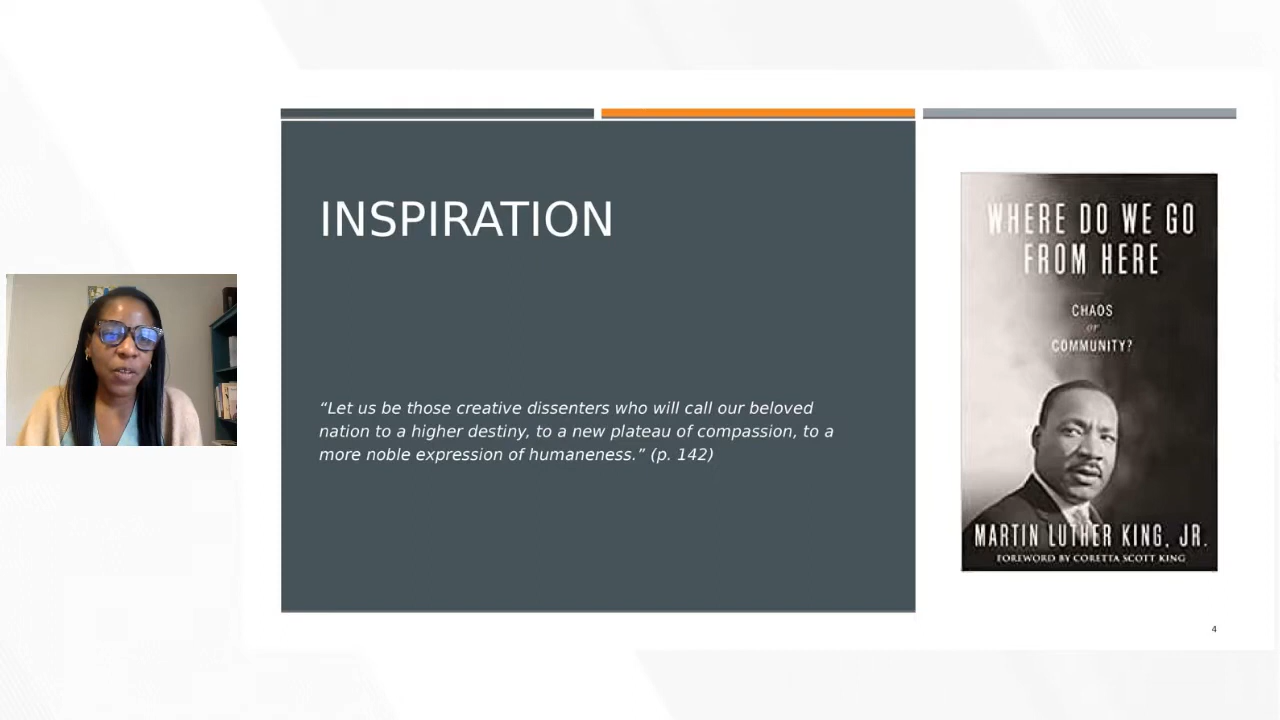 INSPIRATION
“Let us be those creative dissenters who will call our beloved
nation to a higher destiny, to a new plateau of compassion, to a
more noble expression of humaneness.” (p. 142)
WHERE DO WE GO
FROM HERE
CHAOS
or
COMMUNITY?
MARTIN LUTHER KING, JR.
FOREWORD BY CORETTA SCOTT KING
4